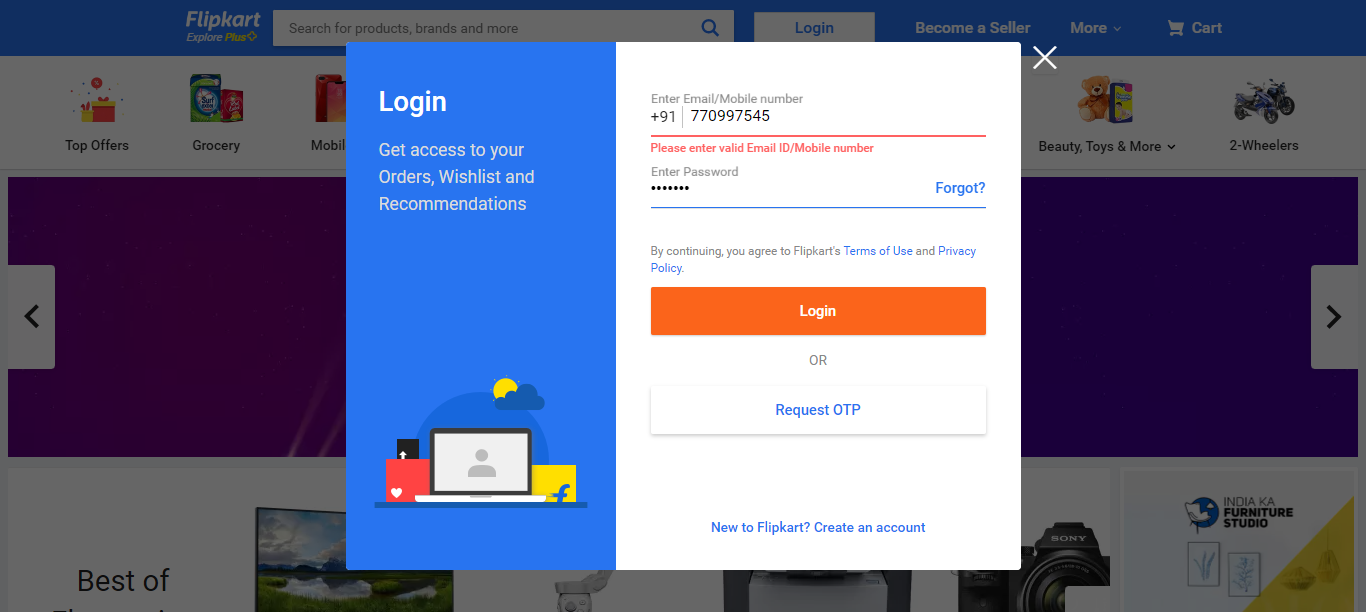 Flipkart
Explore Plus
Search for products, brands and more
Login
Become a Seller
More
Cart
Top Offers
Grocery
Beauty, Toys & More
2-Wheelers
Login
Get access to your
Orders, Wishlist and
Recommendations
Enter Email/Mobile number
+91 770997545
Please enter valid Email ID/Mobile number
Enter Password
•••••••
Forgot?
By continuing, you agree to Flipkart's Terms of Use and Privacy
Policy.
Login
OR
Request OTP
New to Flipkart? Create an account
Best of
SONY
INDIA KA
FURNITURE
STUDIO